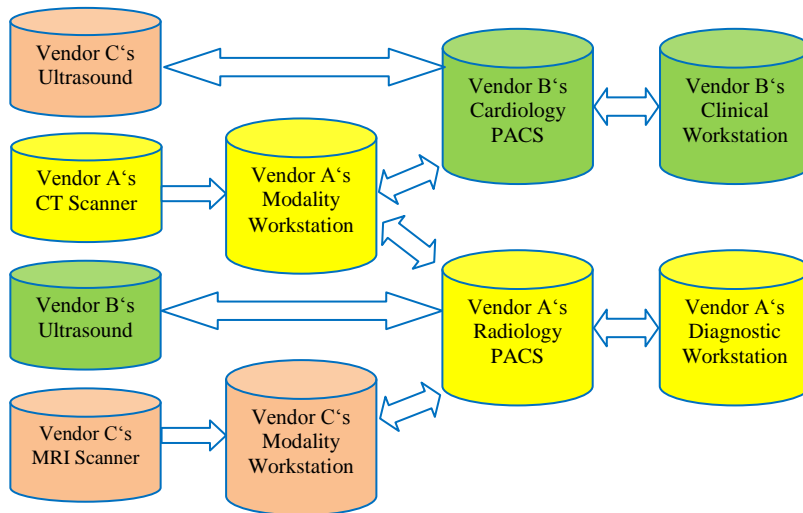 Vendor C‘s
Ultrasound
Vendor B‘s
Cardiology
PACS
Vendor B‘s
Clinical
Workstation
Vendor A‘s
CT Scanner
Vendor A‘s
Modality
Workstation
Vendor B‘s
Ultrasound
Vendor A‘s
Radiology
PACS
Vendor A‘s
Diagnostic
Workstation
Vendor C‘s
MRI Scanner
Vendor C‘s
Modality
Workstation